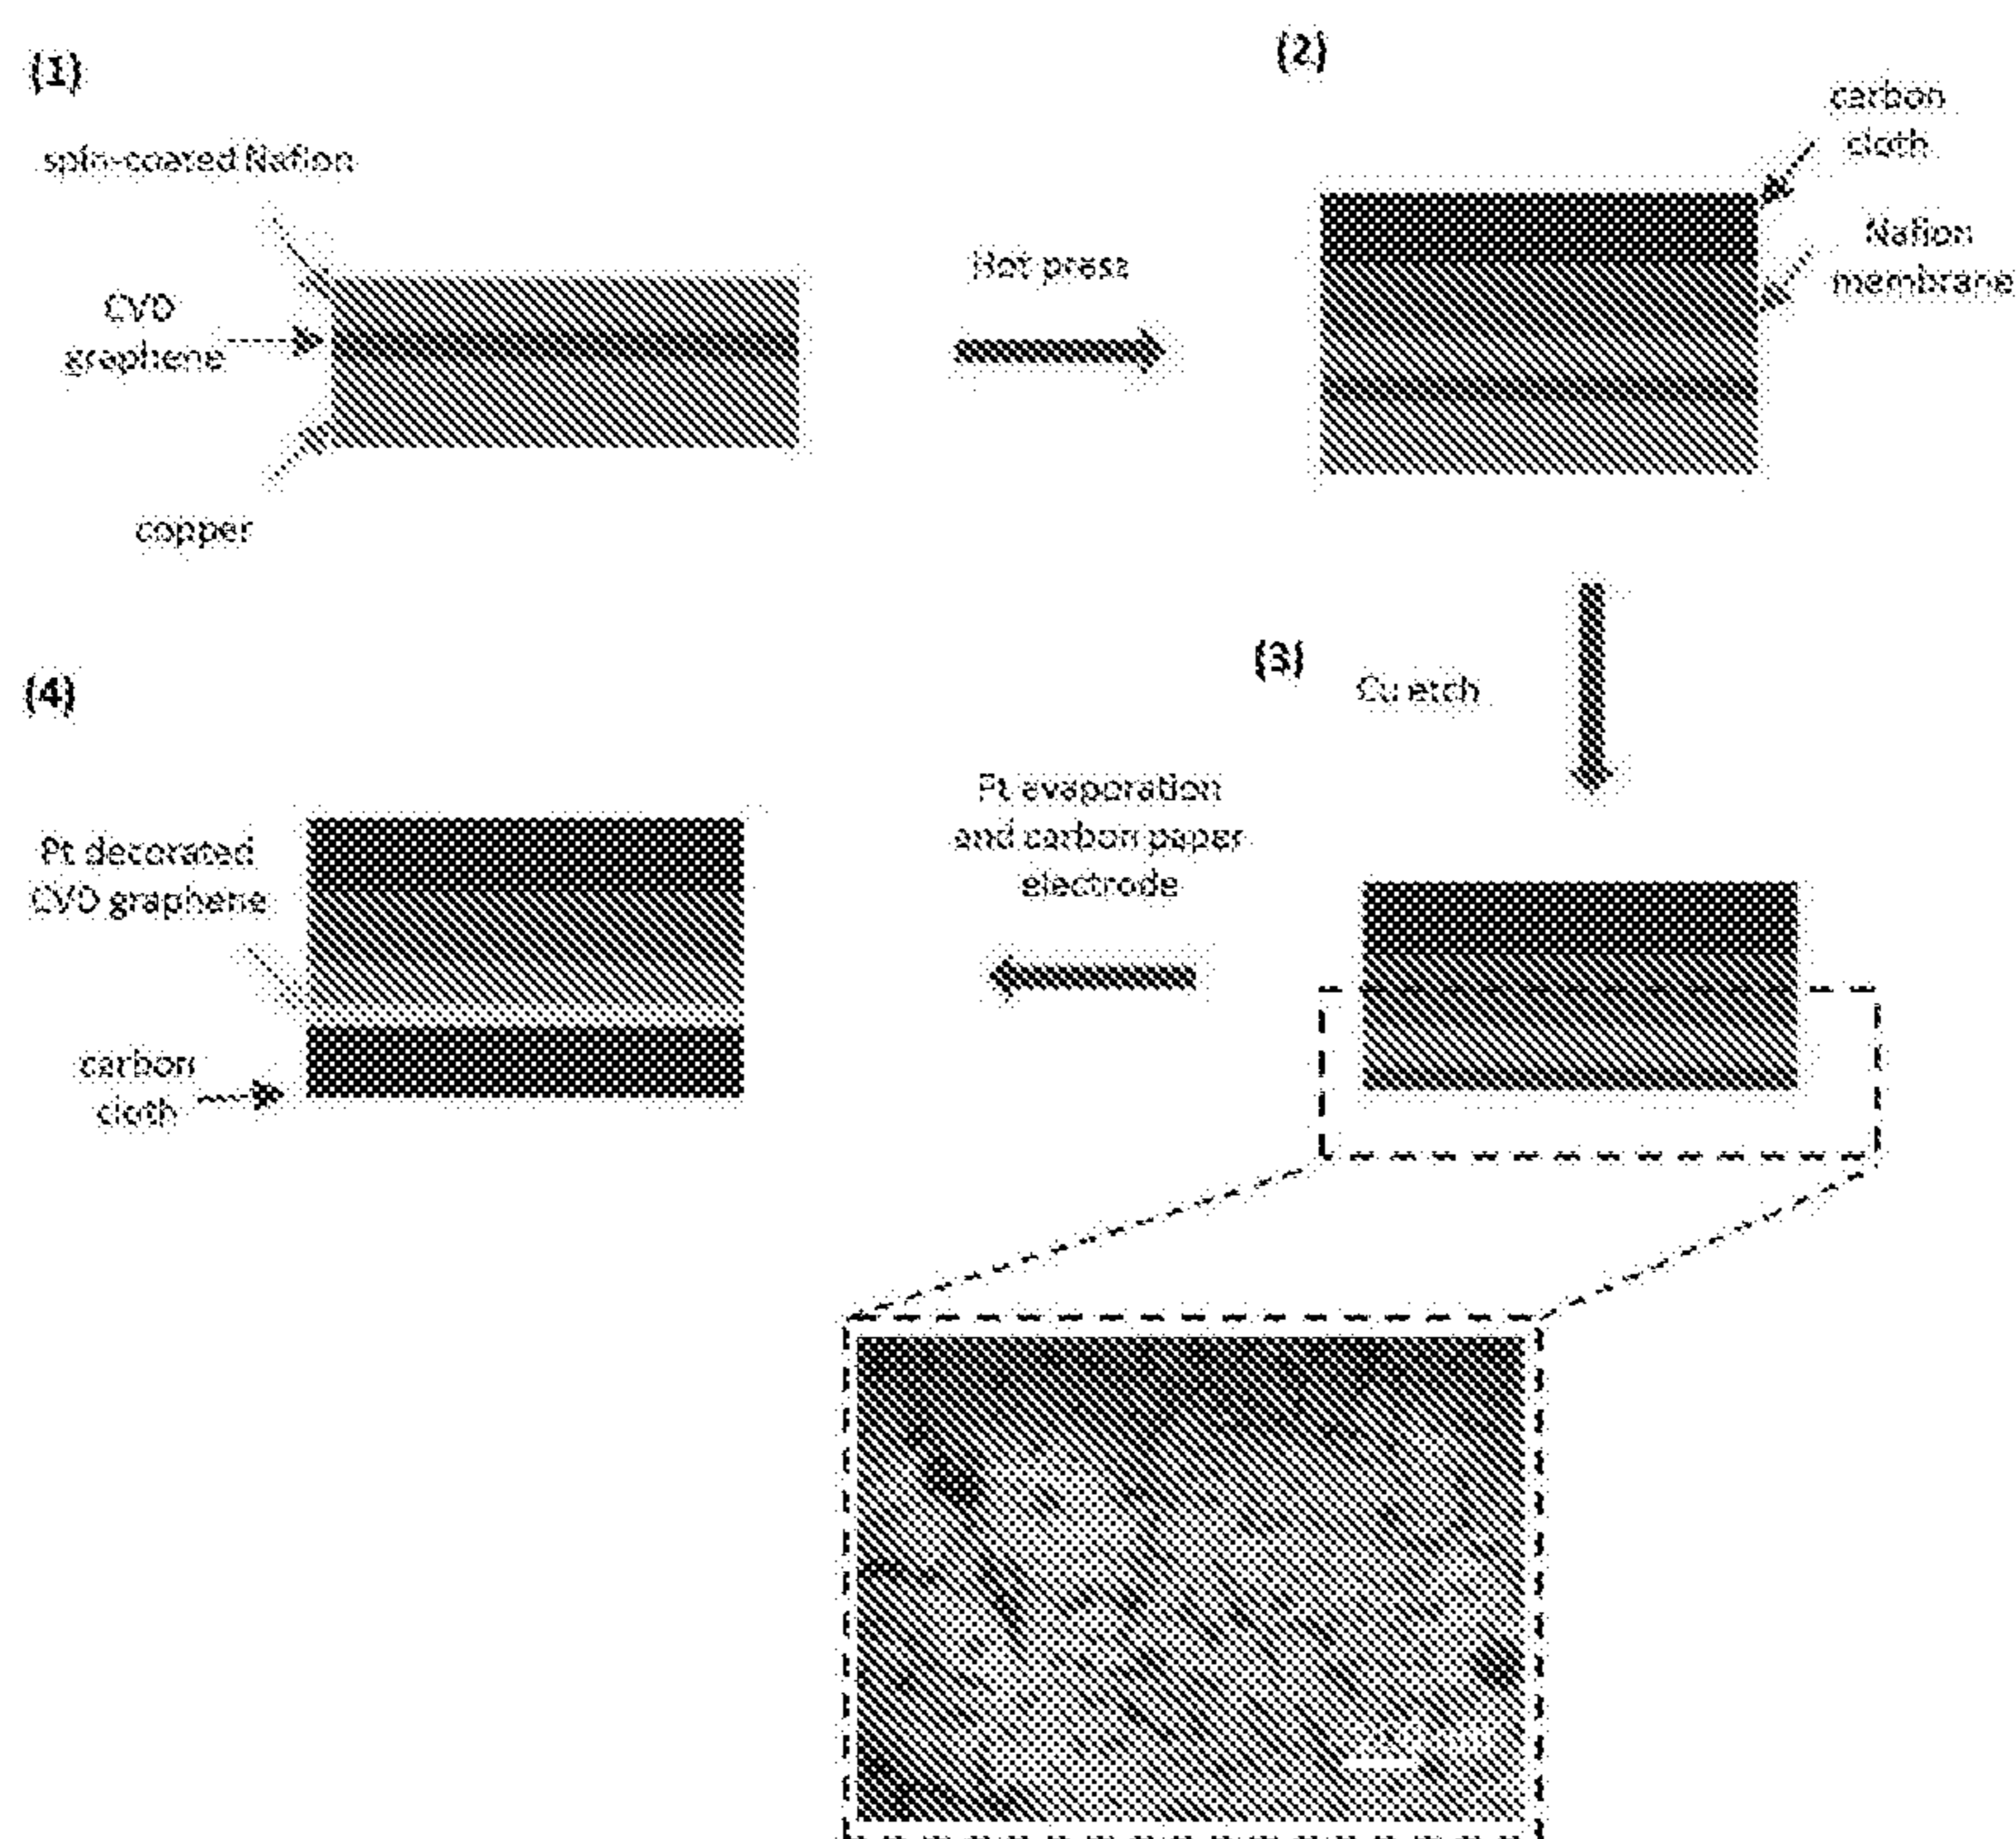 (1)
spin-coated Nafion
CVD
graphene
copper
Hot press
(2)
carbon
cloth
Nafion
membrane
(3)
Cu etch
Pt evaporation
and carbon paper
electrode
(4)
Pt decorated
CVD graphene
carbon
cloth